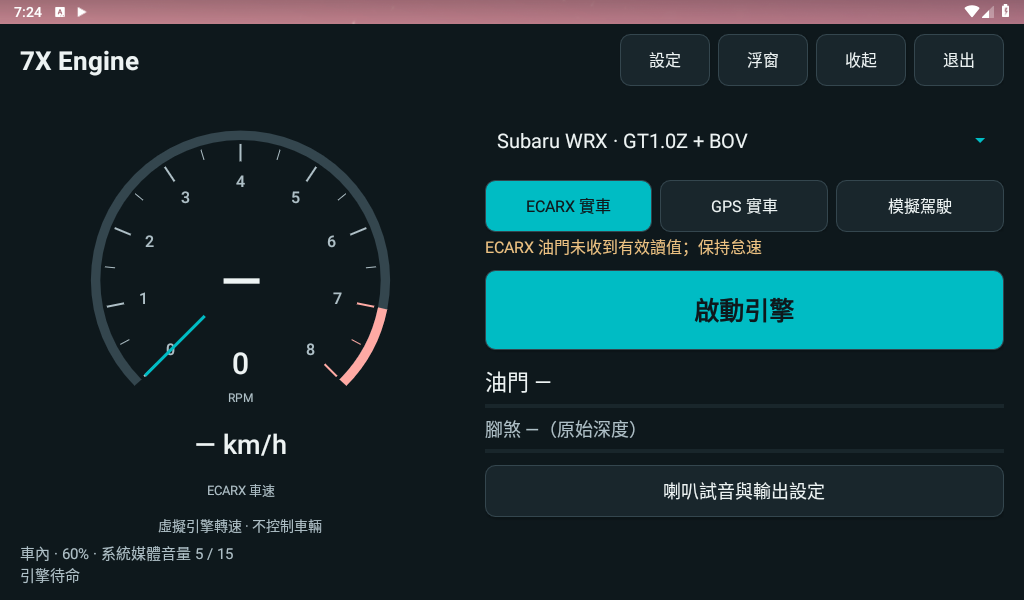 7:24
7X Engine
設定
浮窗
收起
退出
Subaru WRX · GT1.0Z + BOV
ECARX 實車
GPS 實車
模擬駕駛
ECARX 油門未收到有效讀值；保持怠速
啟動引擎
油門 —
腳煞 —（原始深度）
喇叭試音與輸出設定
0
1
2
3
4
5
6
7
8
—
0
RPM
— km/h
ECARX 車速
虛擬引擎轉速 · 不控制車輛
車內 · 60% · 系統媒體音量 5 / 15
引擎待命